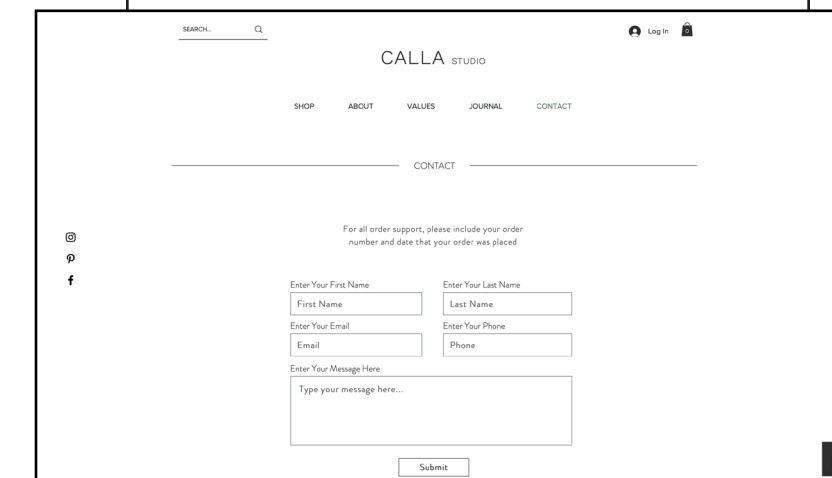 SEARCH...
Log In
0
CALLA STUDIO
SHOP ABOUT VALUES JOURNAL CONTACT
CONTACT
For all order support, please include your order
number and date that your order was placed
Enter Your First Name Enter Your Last Name
First Name Last Name
Enter Your Email Enter Your Phone
Email Phone
Enter Your Message Here
Type your message here...
Submit